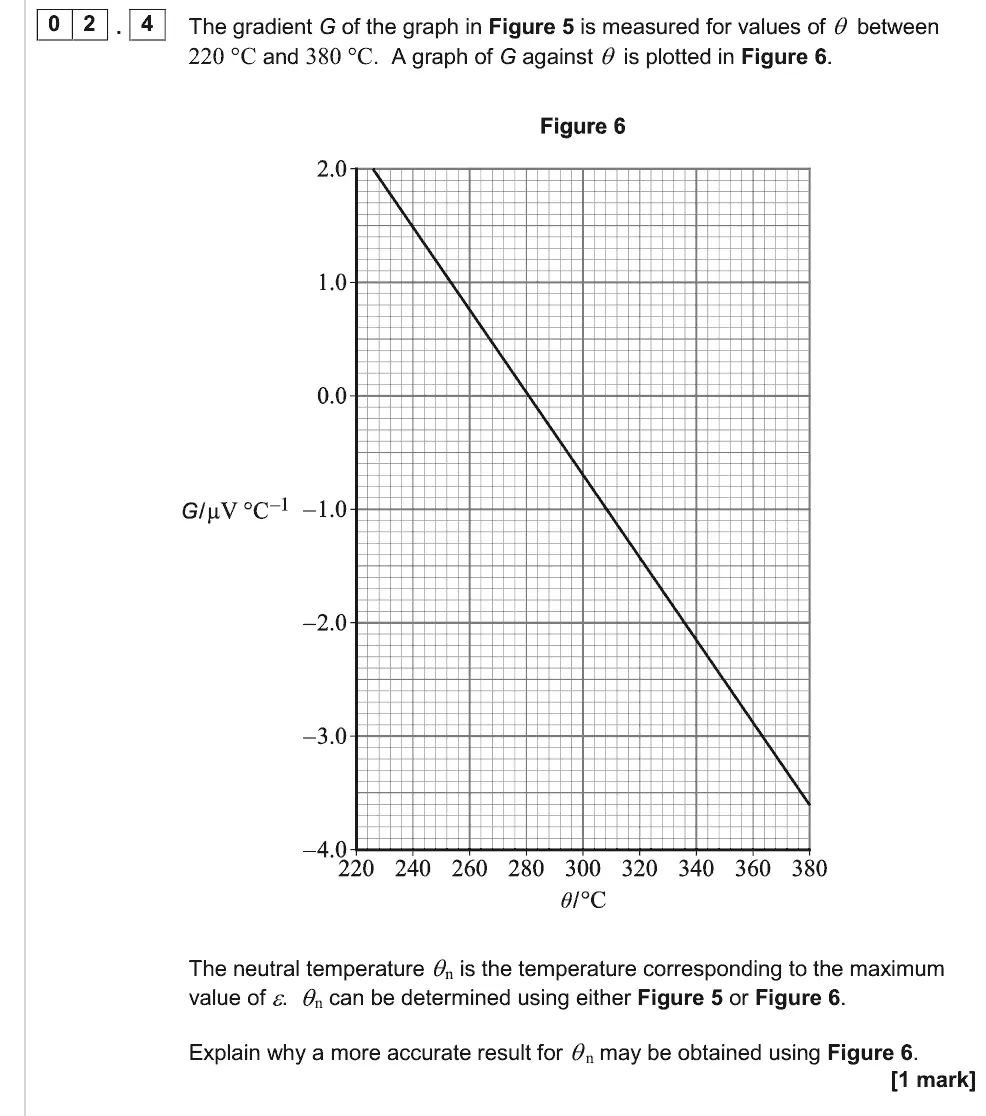 0 2 . 4 The gradient G of the graph in Figure 5 is measured for values of θ between
220 °C and 380 °C. A graph of G against θ is plotted in Figure 6.
Figure 6
2.0
1.0
0.0
G/µV °C⁻¹ −1.0
−2.0
−3.0
−4.0
220 240 260 280 300 320 340 360 380
θ/°C
The neutral temperature θₙ is the temperature corresponding to the maximum
value of ε. θₙ can be determined using either Figure 5 or Figure 6.
Explain why a more accurate result for θₙ may be obtained using Figure 6.
[1 mark]